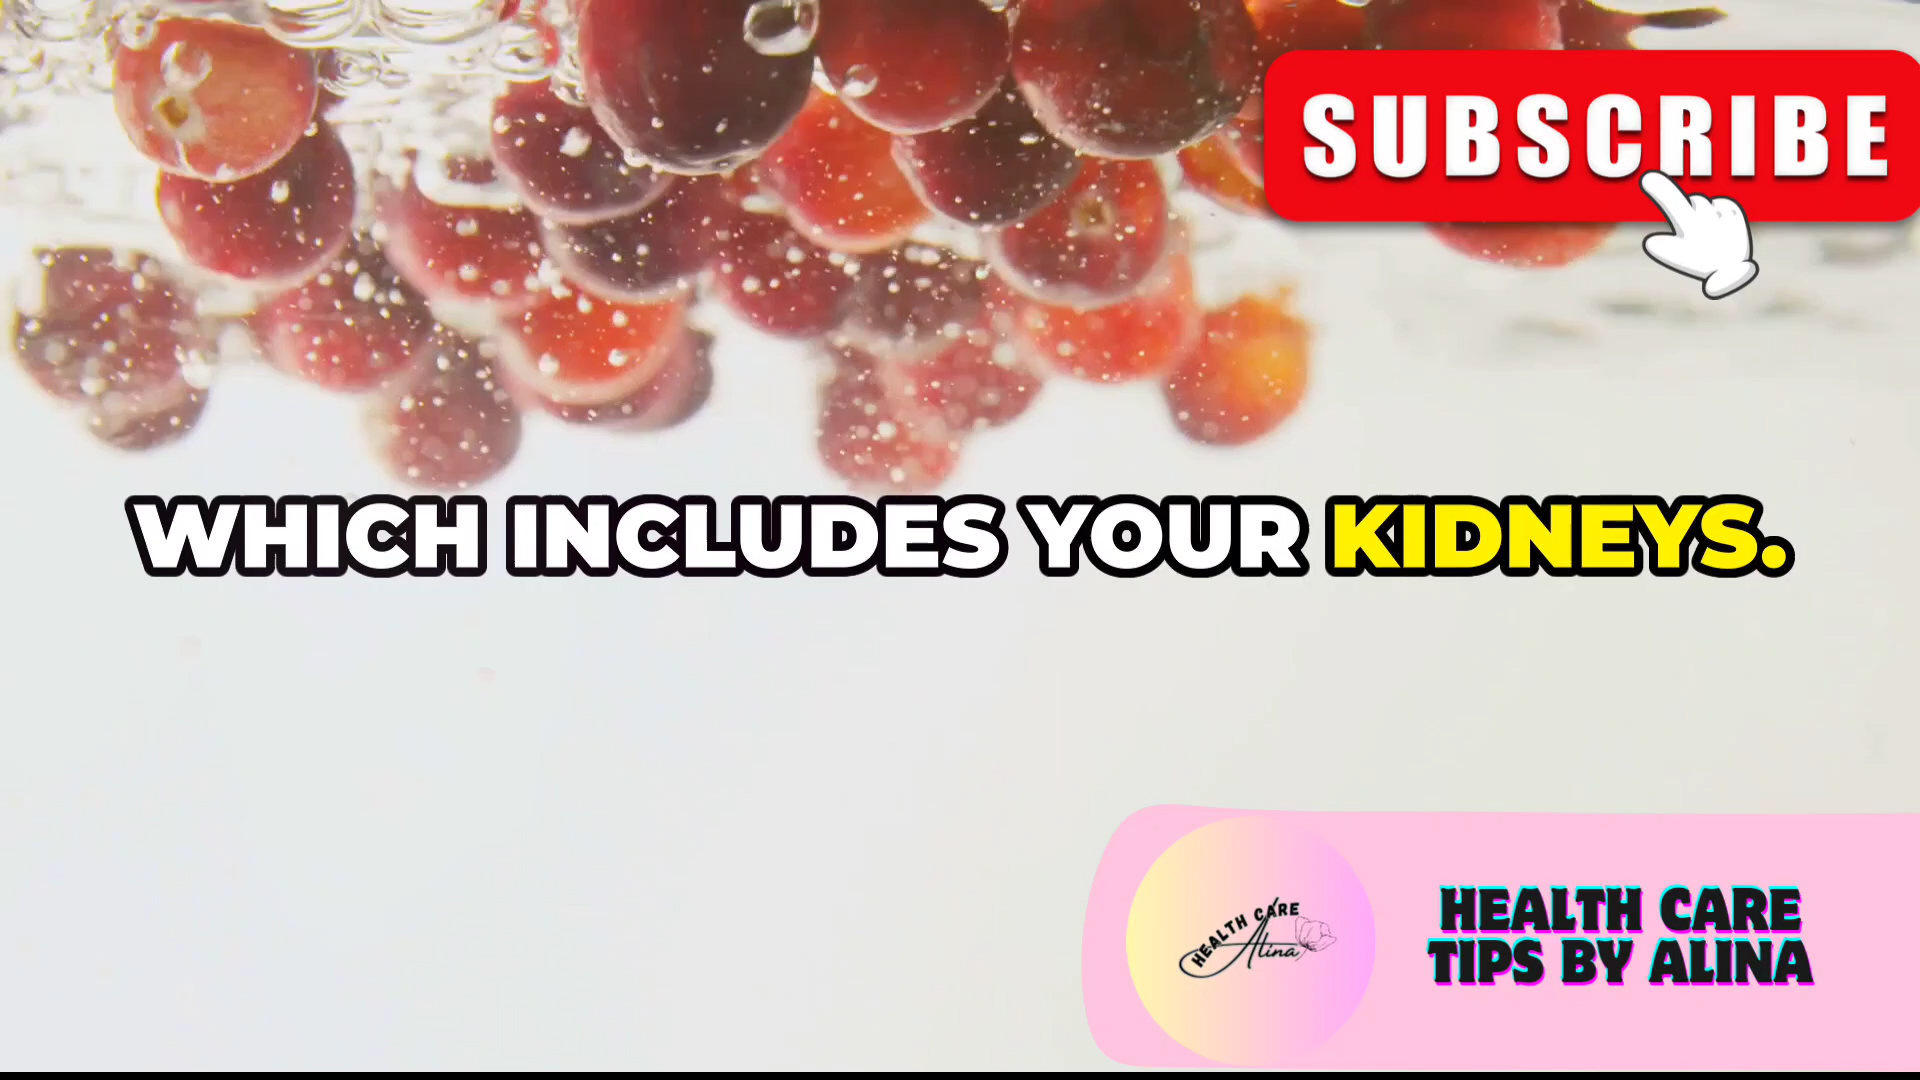 SUBSCRIBE
WHICH INCLUDES YOUR KIDNEYS.
HEALTH CARE
Alina
HEALTH CARE
TIPS BY ALINA